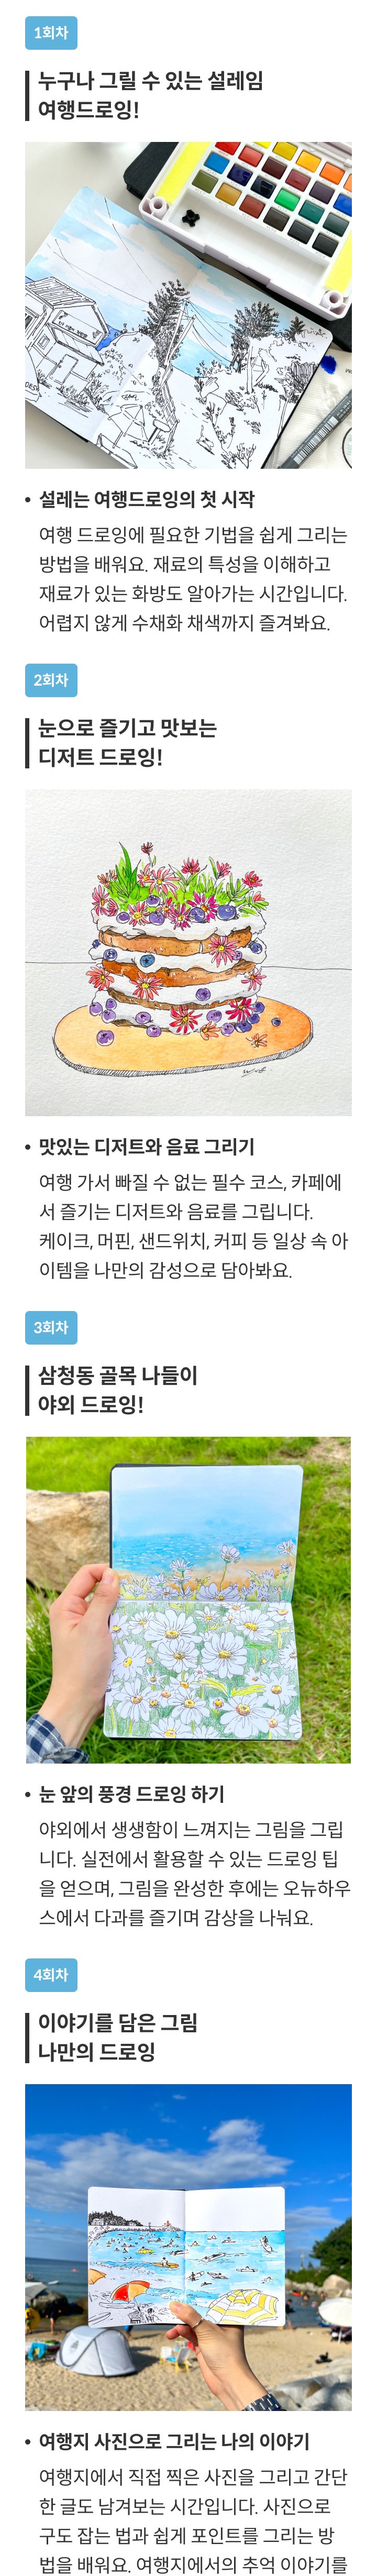 1회차
누구나 그릴 수 있는 설레임
여행드로잉!
설레는 여행드로잉의 첫 시작
여행 드로잉에 필요한 기법을 쉽게 그리는
방법을 배워요. 재료의 특성을 이해하고
재료가 있는 화방도 알아가는 시간입니다.
어렵지 않게 수채화 채색까지 즐겨봐요.
2회차
눈으로 즐기고 맛보는
디저트 드로잉!
맛있는 디저트와 음료 그리기
여행 가서 빠질 수 없는 필수 코스, 카페에
서 즐기는 디저트와 음료를 그립니다.
케이크, 머핀, 샌드위치, 커피 등 일상 속 아
이템을 나만의 감성으로 담아봐요.
3회차
삼청동 골목 나들이
야외 드로잉!
눈 앞의 풍경 드로잉 하기
야외에서 생생함이 느껴지는 그림을 그립
니다. 실전에서 활용할 수 있는 드로잉 팁
을 얻으며, 그림을 완성한 후에는 오뉴하우
스에서 다과를 즐기며 감상을 나눠요.
4회차
이야기를 담은 그림
나만의 드로잉
여행지 사진으로 그리는 나의 이야기
여행지에서 직접 찍은 사진을 그리고 간단
한 글도 남겨보는 시간입니다. 사진으로
구도 잡는 법과 쉽게 포인트를 그리는 방
법을 배워요. 여행지에서의 추억 이야기를